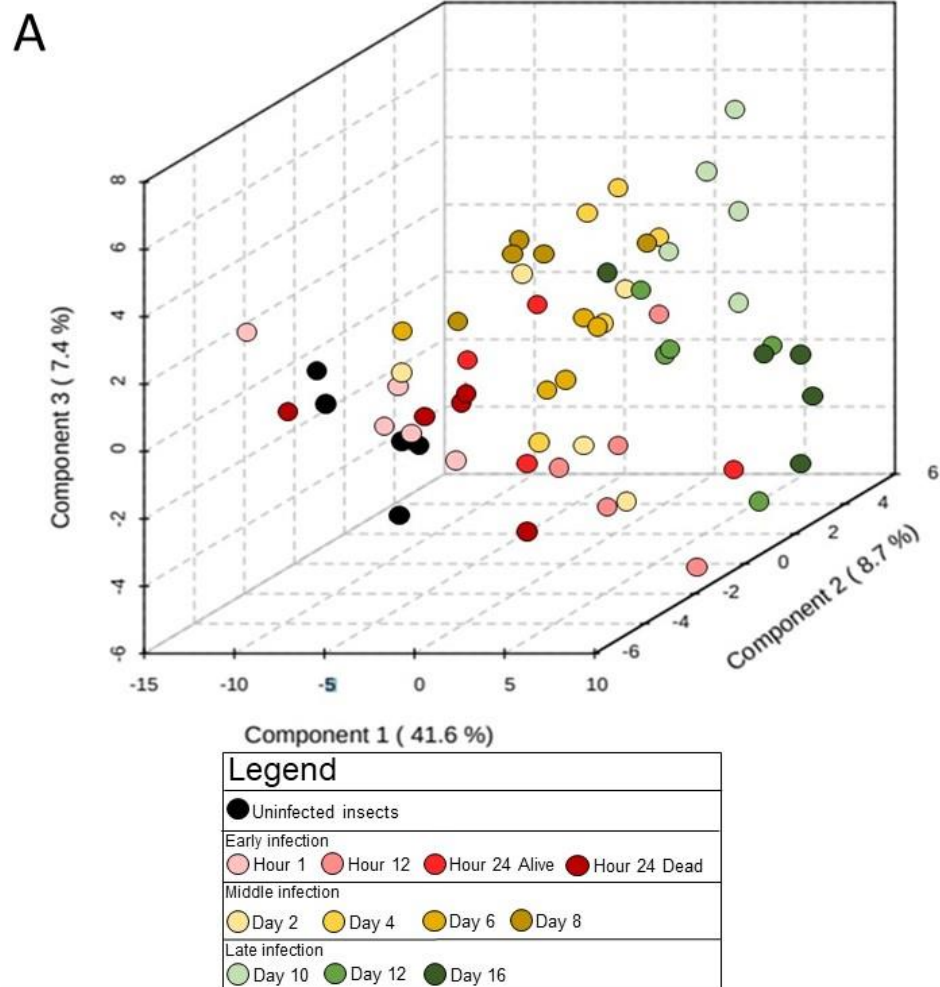 A
8
6
4
2
0
-2
-4
-6
Component 3 ( 7.4 %)
-15 -10 -5 0 5 10
Component 1 ( 41.6 %)
-6 -4 -2 0 2 4 6
Component 2 ( 8.7 %)
Legend
Uninfected insects
Early infection
Hour 1 Hour 12 Hour 24 Alive Hour 24 Dead
Middle infection
Day 2 Day 4 Day 6 Day 8
Late infection
Day 10 Day 12 Day 16